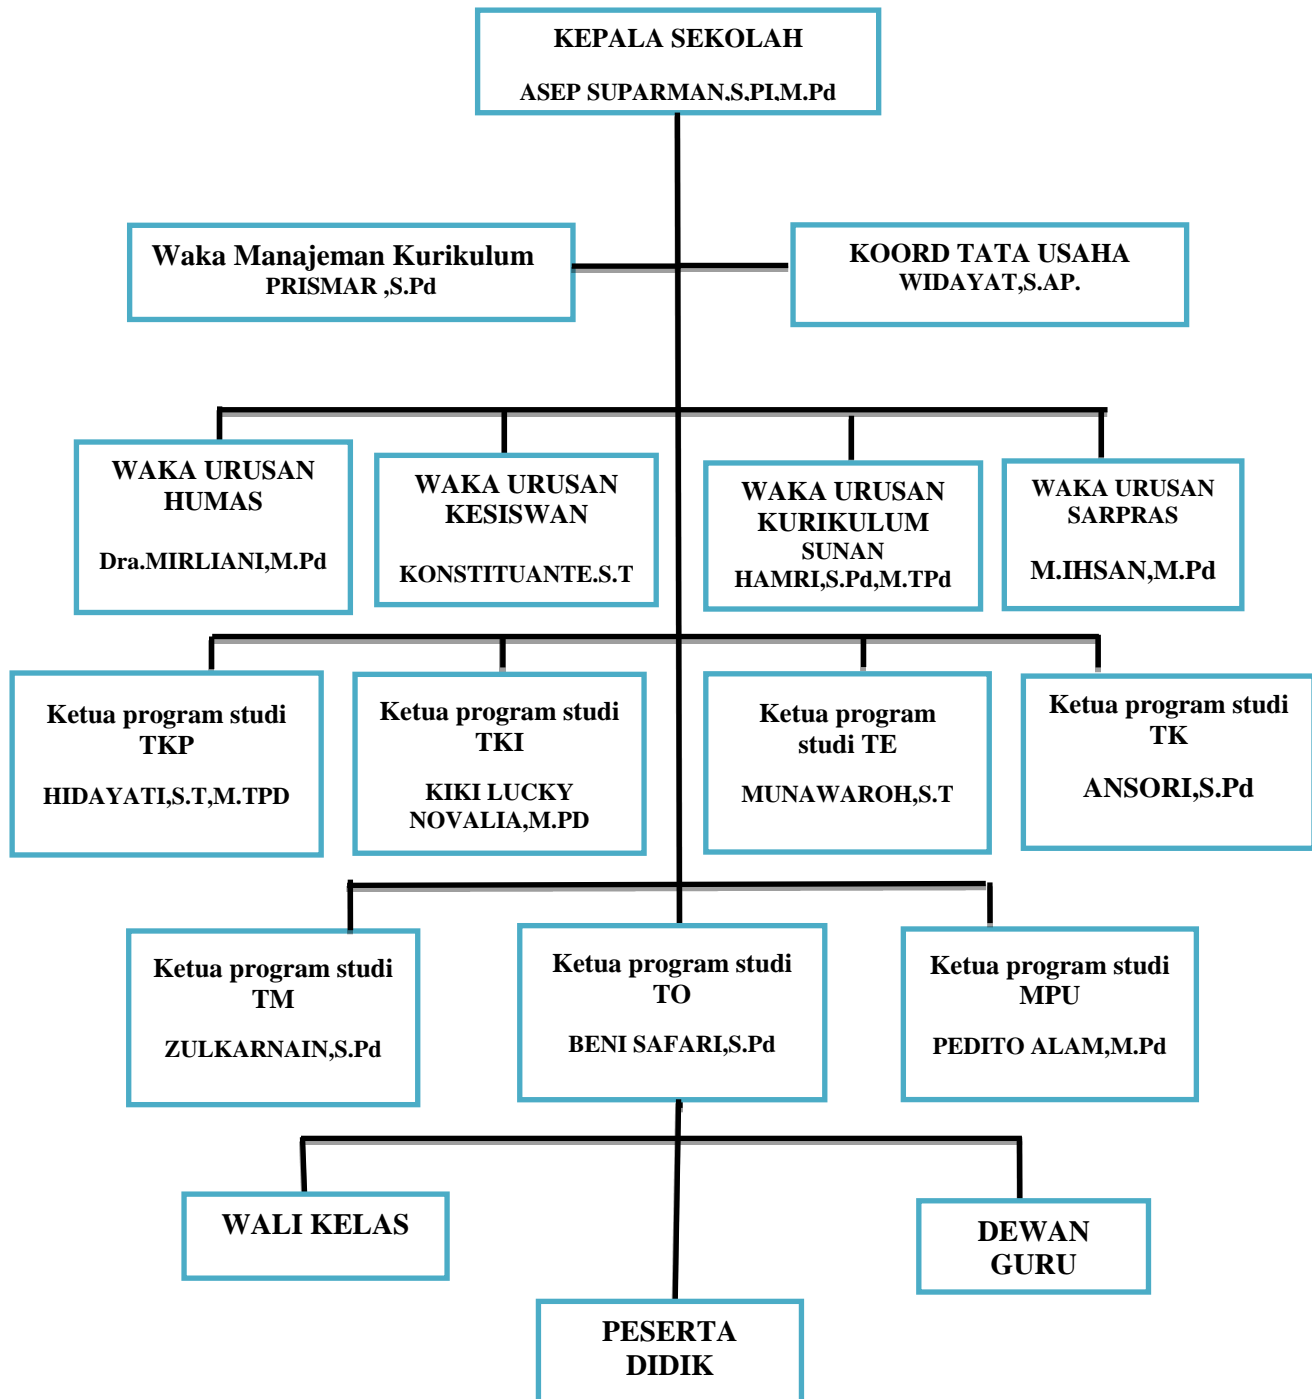 KEPALA SEKOLAH
ASEP SUPARMAN,S,PI,M.Pd
Waka Manajeman Kurikulum
PRISMAR ,S.Pd
KOORD TATA USAHA
WIDAYAT,S.AP.
WAKA URUSAN
HUMAS
Dra.MIRLIANI,M.Pd
WAKA URUSAN
KESISWAN
KONSTITUANTE.S.T
WAKA URUSAN
KURIKULUM
SUNAN
HAMRI,S.Pd,M.TPd
WAKA URUSAN
SARPRAS
M.IHSAN,M.Pd
Ketua program studi
TKP
HIDAYATI,S.T,M.TPD
Ketua program studi
TKI
KIKI LUCKY
NOVALIA,M.PD
Ketua program
studi TE
MUNAWAROH,S.T
Ketua program studi
TK
ANSORI,S.Pd
Ketua program studi
TM
ZULKARNAIN,S.Pd
Ketua program studi
TO
BENI SAFARI,S.Pd
Ketua program studi
MPU
PEDITO ALAM,M.Pd
WALI KELAS
DEWAN
GURU
PESERTA
DIDIK